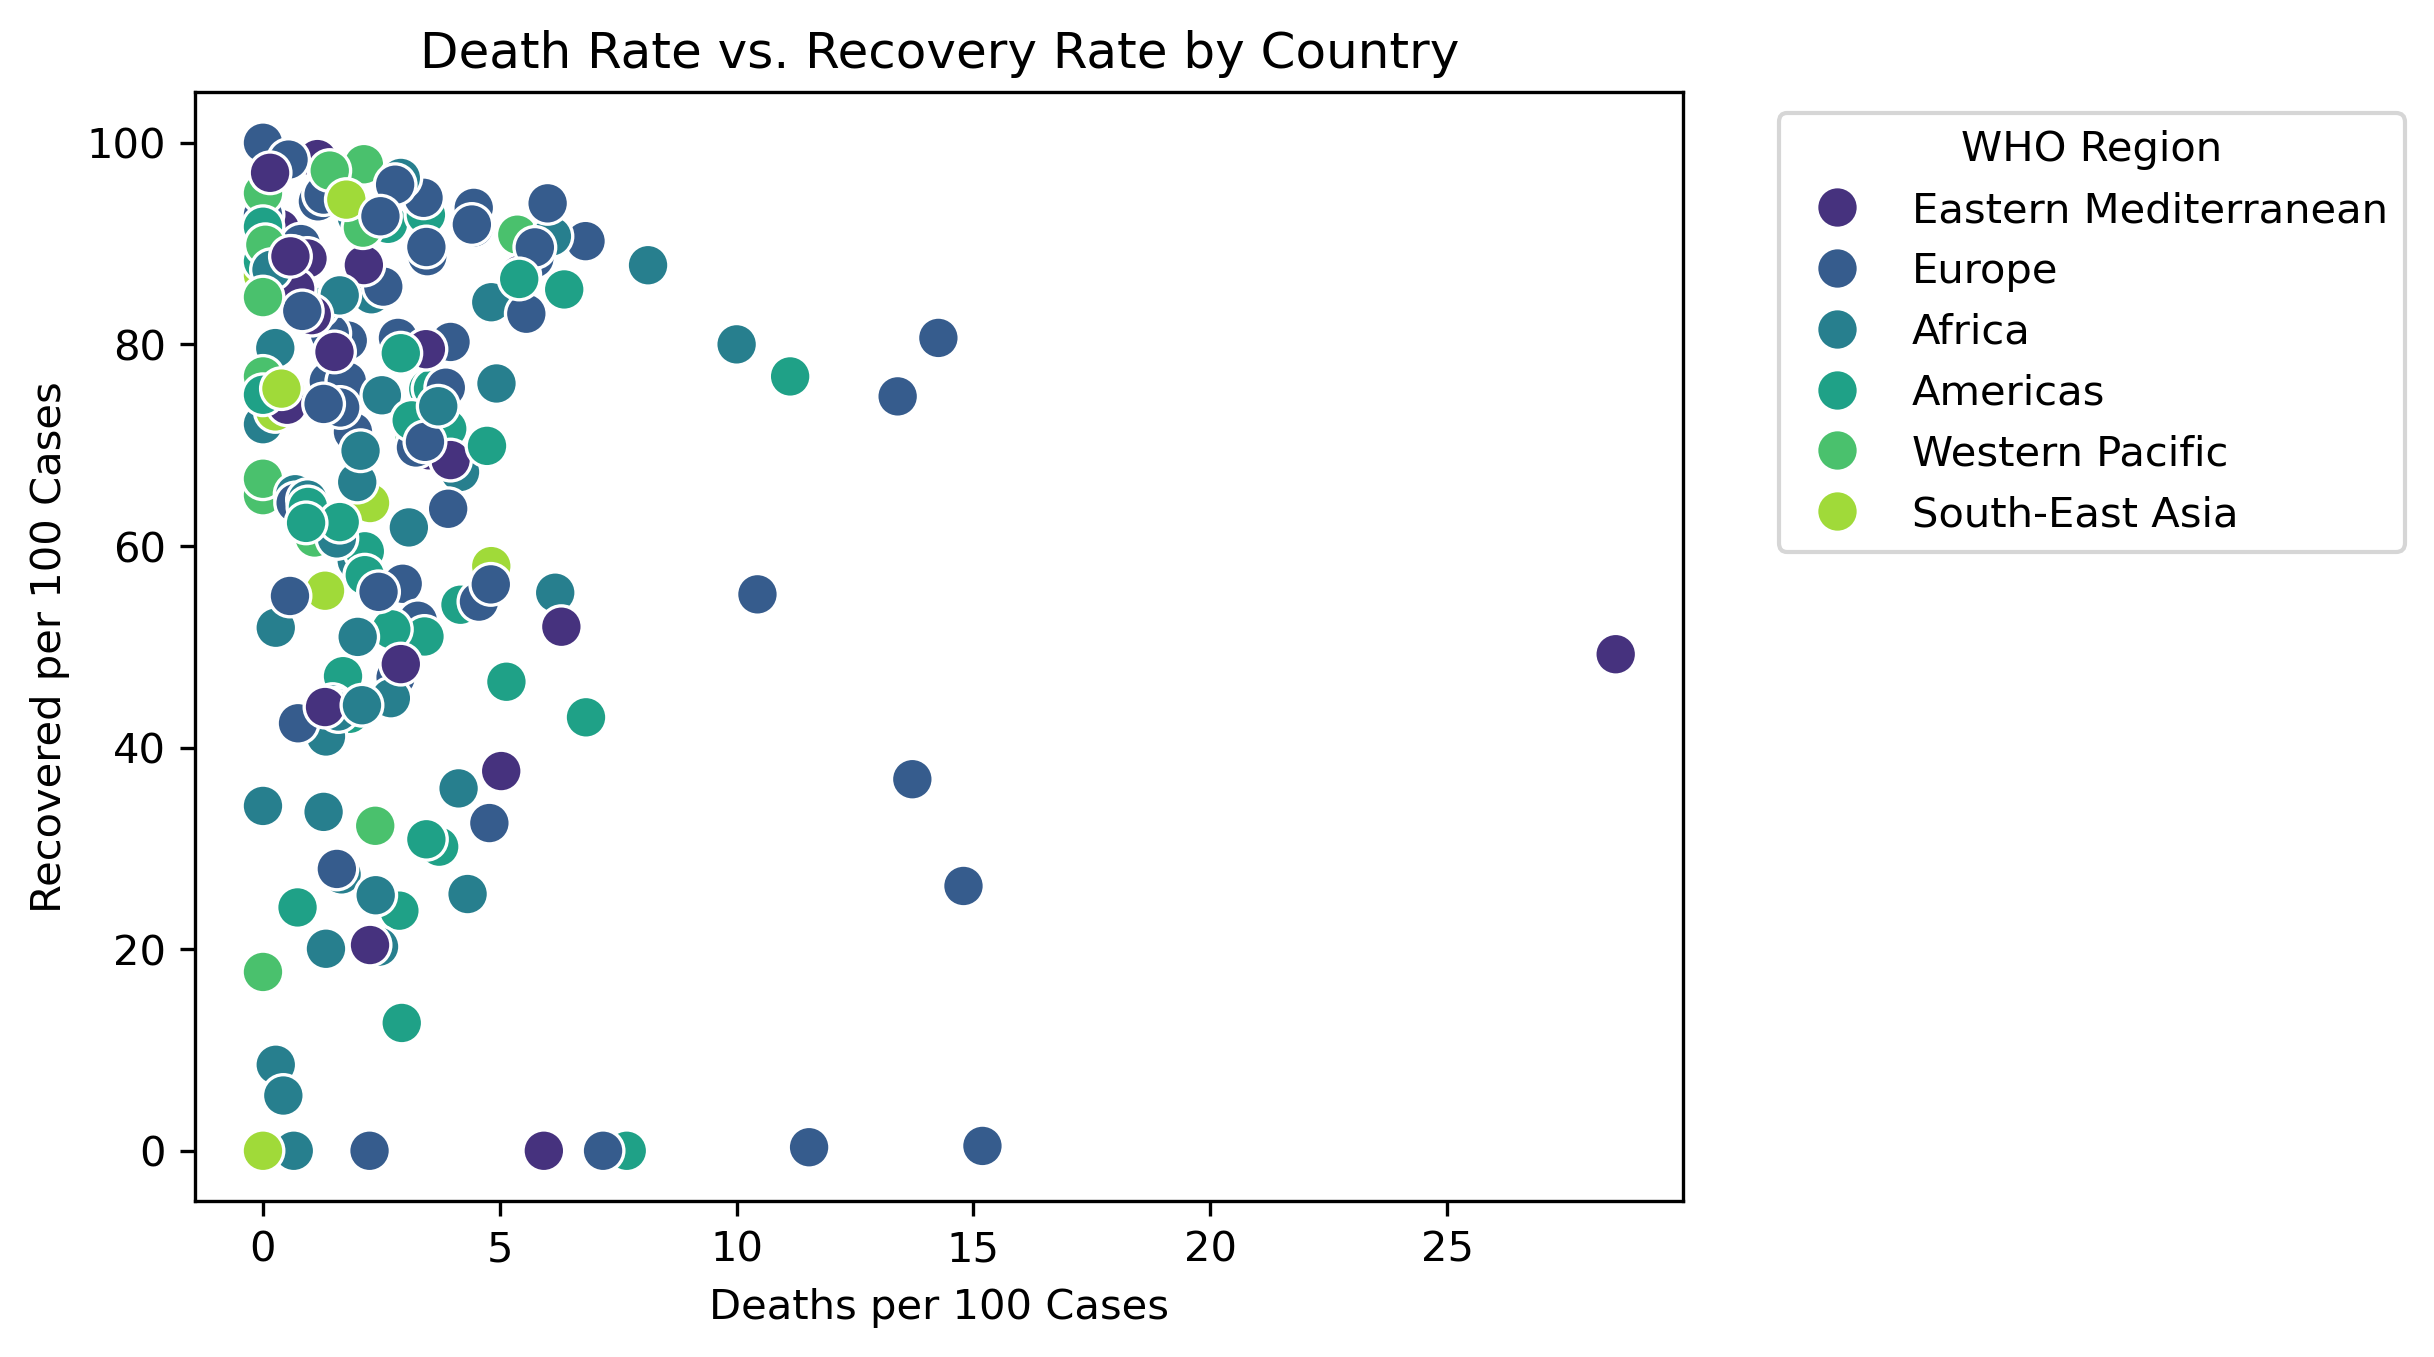 Death Rate vs. Recovery Rate by Country
Recovered per 100 Cases
100
80
60
40
20
0
0 5 10 15 20 25
Deaths per 100 Cases
WHO Region
Eastern Mediterranean
Europe
Africa
Americas
Western Pacific
South-East Asia